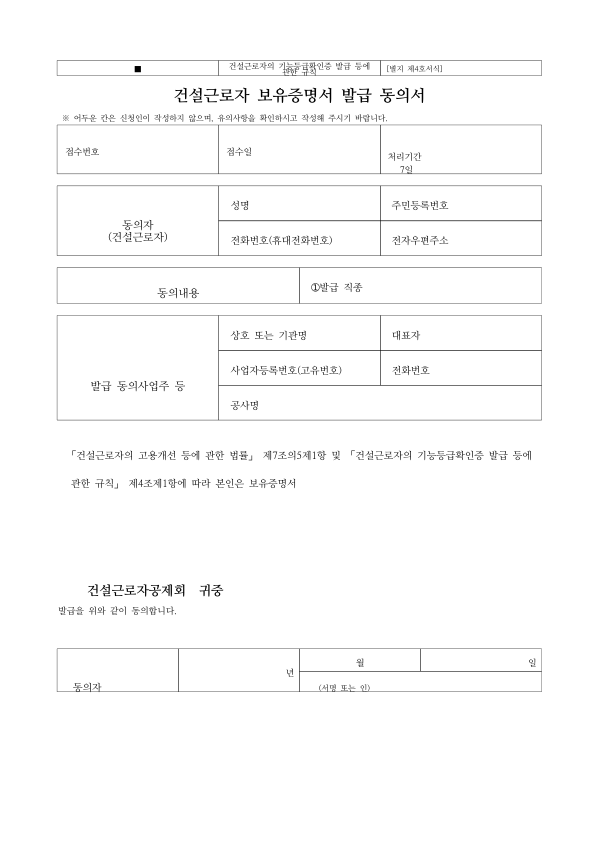 ■ 건설근로자의 기능등급확인증 발급 등에 [별지 제4호서식]
관한 규칙
건설근로자 보유증명서 발급 동의서
※ 어두운 칸은 신청인이 작성하지 않으며, 유의사항을 확인하시고 작성해 주시기 바랍니다.
접수번호 접수일 처리기간
7일
동의자
(건설근로자)
성명 주민등록번호
전화번호(휴대전화번호) 전자우편주소
동의내용 ①발급 직종
발급 동의사업주 등
상호 또는 기관명 대표자
사업자등록번호(고유번호) 전화번호
공사명
「건설근로자의 고용개선 등에 관한 법률」 제7조의5제1항 및 「건설근로자의 기능등급확인증 발급 등에
관한 규칙」 제4조제1항에 따라 본인은 보유증명서
건설근로자공제회 귀중
발급을 위와 같이 동의합니다.
년 월 일
동의자 (서명 또는 인)